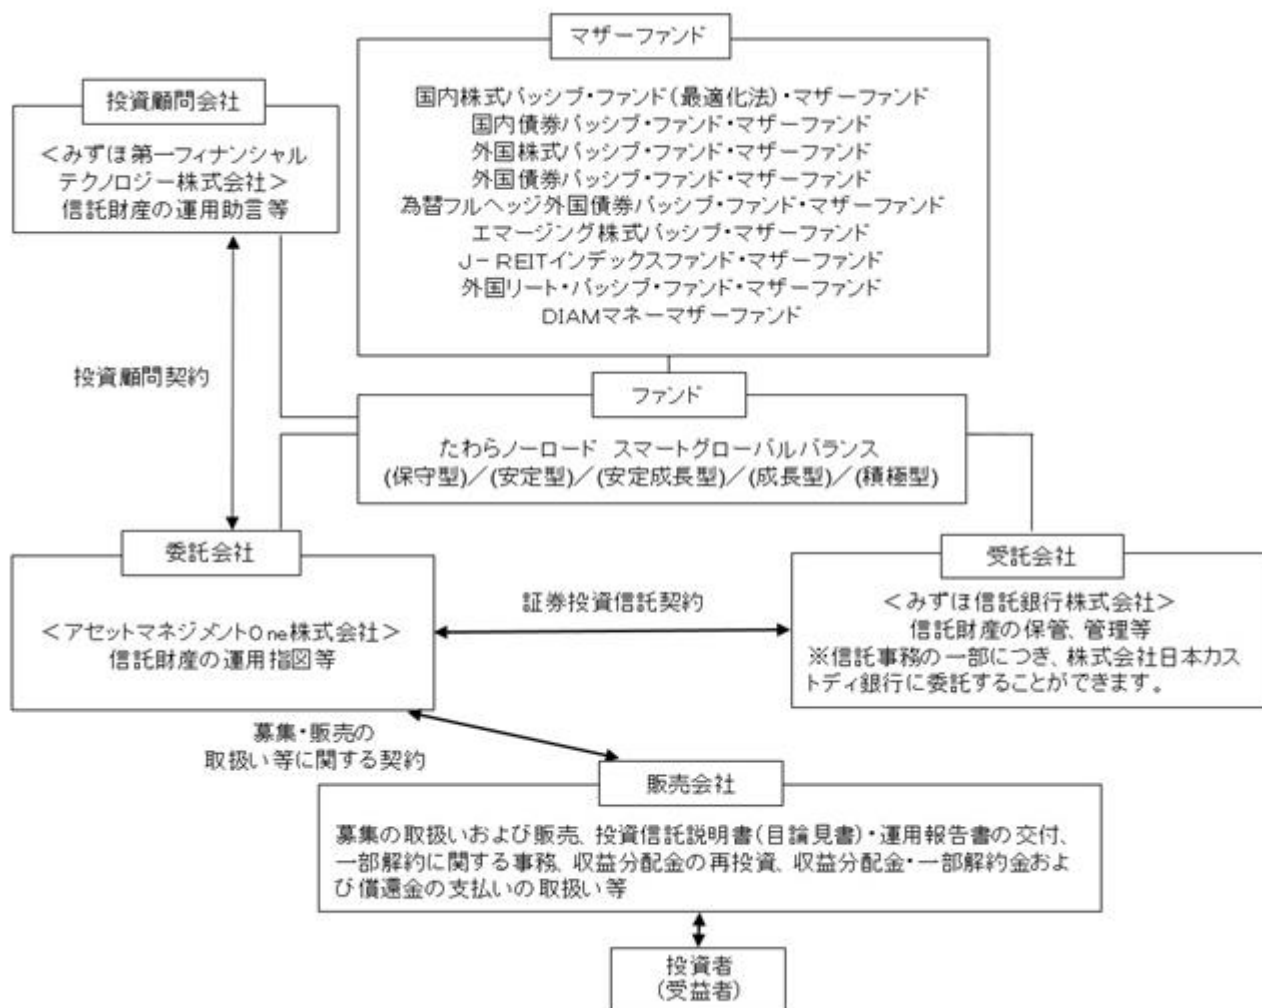 マザーファンド
国内株式パッシブ・ファンド(最適化法)・マザーファンド
国内債券パッシブ・ファンド・マザーファンド
外国株式パッシブ・ファンド・マザーファンド
外国債券パッシブ・ファンド・マザーファンド
為替フルヘッジ外国債券パッシブ・ファンド・マザーファンド
エマージング株式パッシブ・マザーファンド
J-REITインデックスファンド・マザーファンド
外国リート・パッシブ・ファンド・マザーファンド
DIAMマネーマザーファンド
投資顧問会社
<みずほ第一フィナンシャル
テクノロジー株式会社>
信託財産の運用助言等
投資顧問契約
ファンド
たわらノーロード スマートグローバルバランス
(保守型)/(安定型)/(安定成長型)/(成長型)/(積極型)
委託会社
<アセットマネジメントOne株式会社>
信託財産の運用指図等
証券投資信託契約
受託会社
<みずほ信託銀行株式会社>
信託財産の保管、管理等
※信託事務の一部につき、株式会社日本カス
トディ銀行に委託することができます。
募集・販売の
取扱い等に関する契約
販売会社
募集の取扱いおよび販売、投資信託説明書(目論見書)・運用報告書の交付、
一部解約に関する事務、収益分配金の再投資、収益分配金・一部解約金およ
び償還金の支払いの取扱い等
投資者
(受益者)